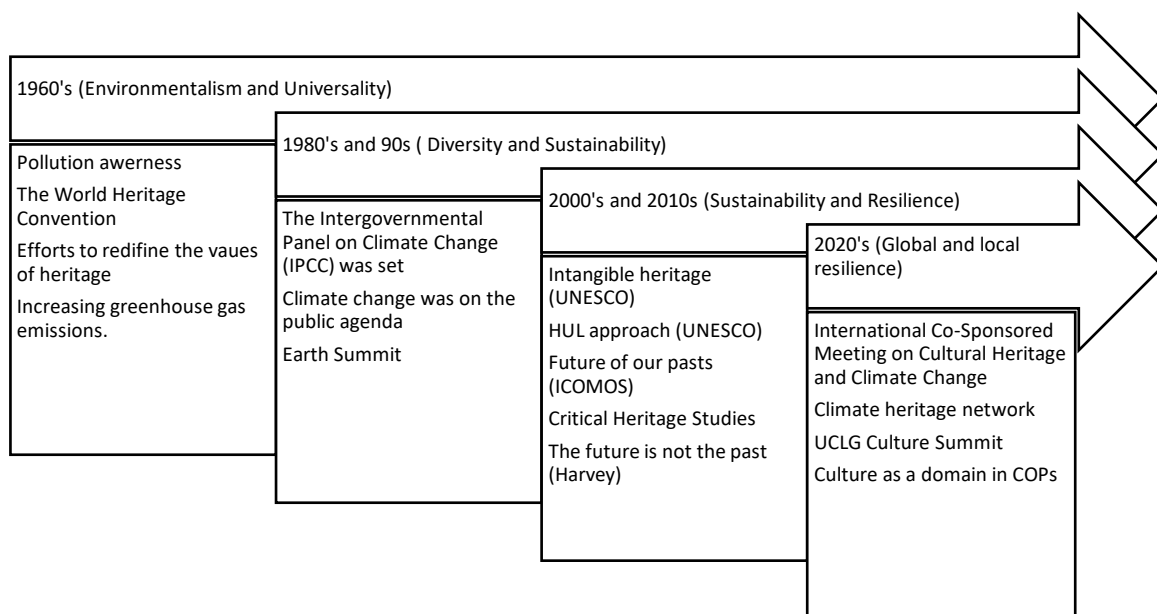 1960's (Environmentalism and Universality)
Pollution awerness
The World Heritage
Convention
Efforts to redifine the vaues
of heritage
Increasing greenhouse gas
emissions.
1980's and 90s ( Diversity and Sustainability)
The Intergovernmental
Panel on Climate Change
(IPCC) was set
Climate change was on the
public agenda
Earth Summit
2000's and 2010s (Sustainability and Resilience)
Intangible heritage
(UNESCO)
HUL approach (UNESCO)
Future of our pasts
(ICOMOS)
Critical Heritage Studies
The future is not the past
(Harvey)
2020's (Global and local
resilience)
International Co-Sponsored
Meeting on Cultural Heritage
and Climate Change
Climate heritage network
UCLG Culture Summit
Culture as a domain in COPs